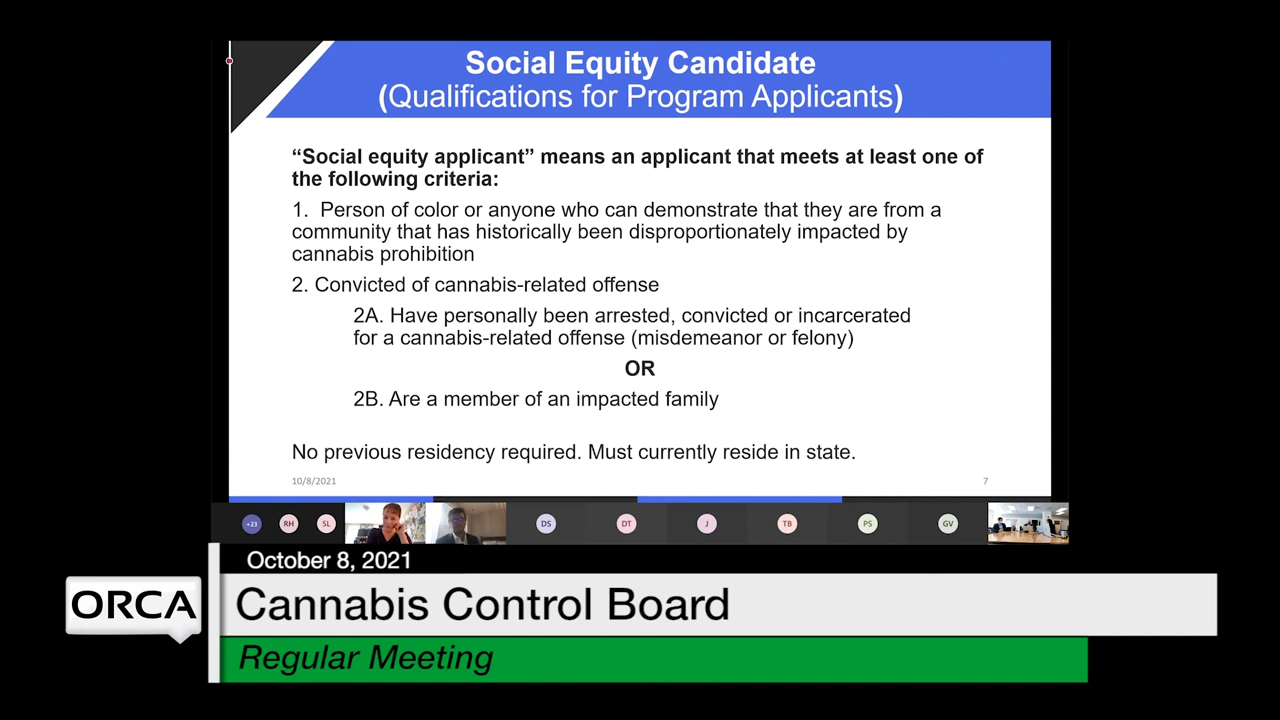 Social Equity Candidate
(Qualifications for Program Applicants)
“Social equity applicant” means an applicant that meets at least one of
the following criteria:
1. Person of color or anyone who can demonstrate that they are from a
community that has historically been disproportionately impacted by
cannabis prohibition
2. Convicted of cannabis-related offense
2A. Have personally been arrested, convicted or incarcerated
for a cannabis-related offense (misdemeanor or felony)
OR
2B. Are a member of an impacted family
No previous residency required. Must currently reside in state.
10/8/2021 7
+23 RH SL DS DT J TB PS GV
October 8, 2021
ORCA Cannabis Control Board
Regular Meeting